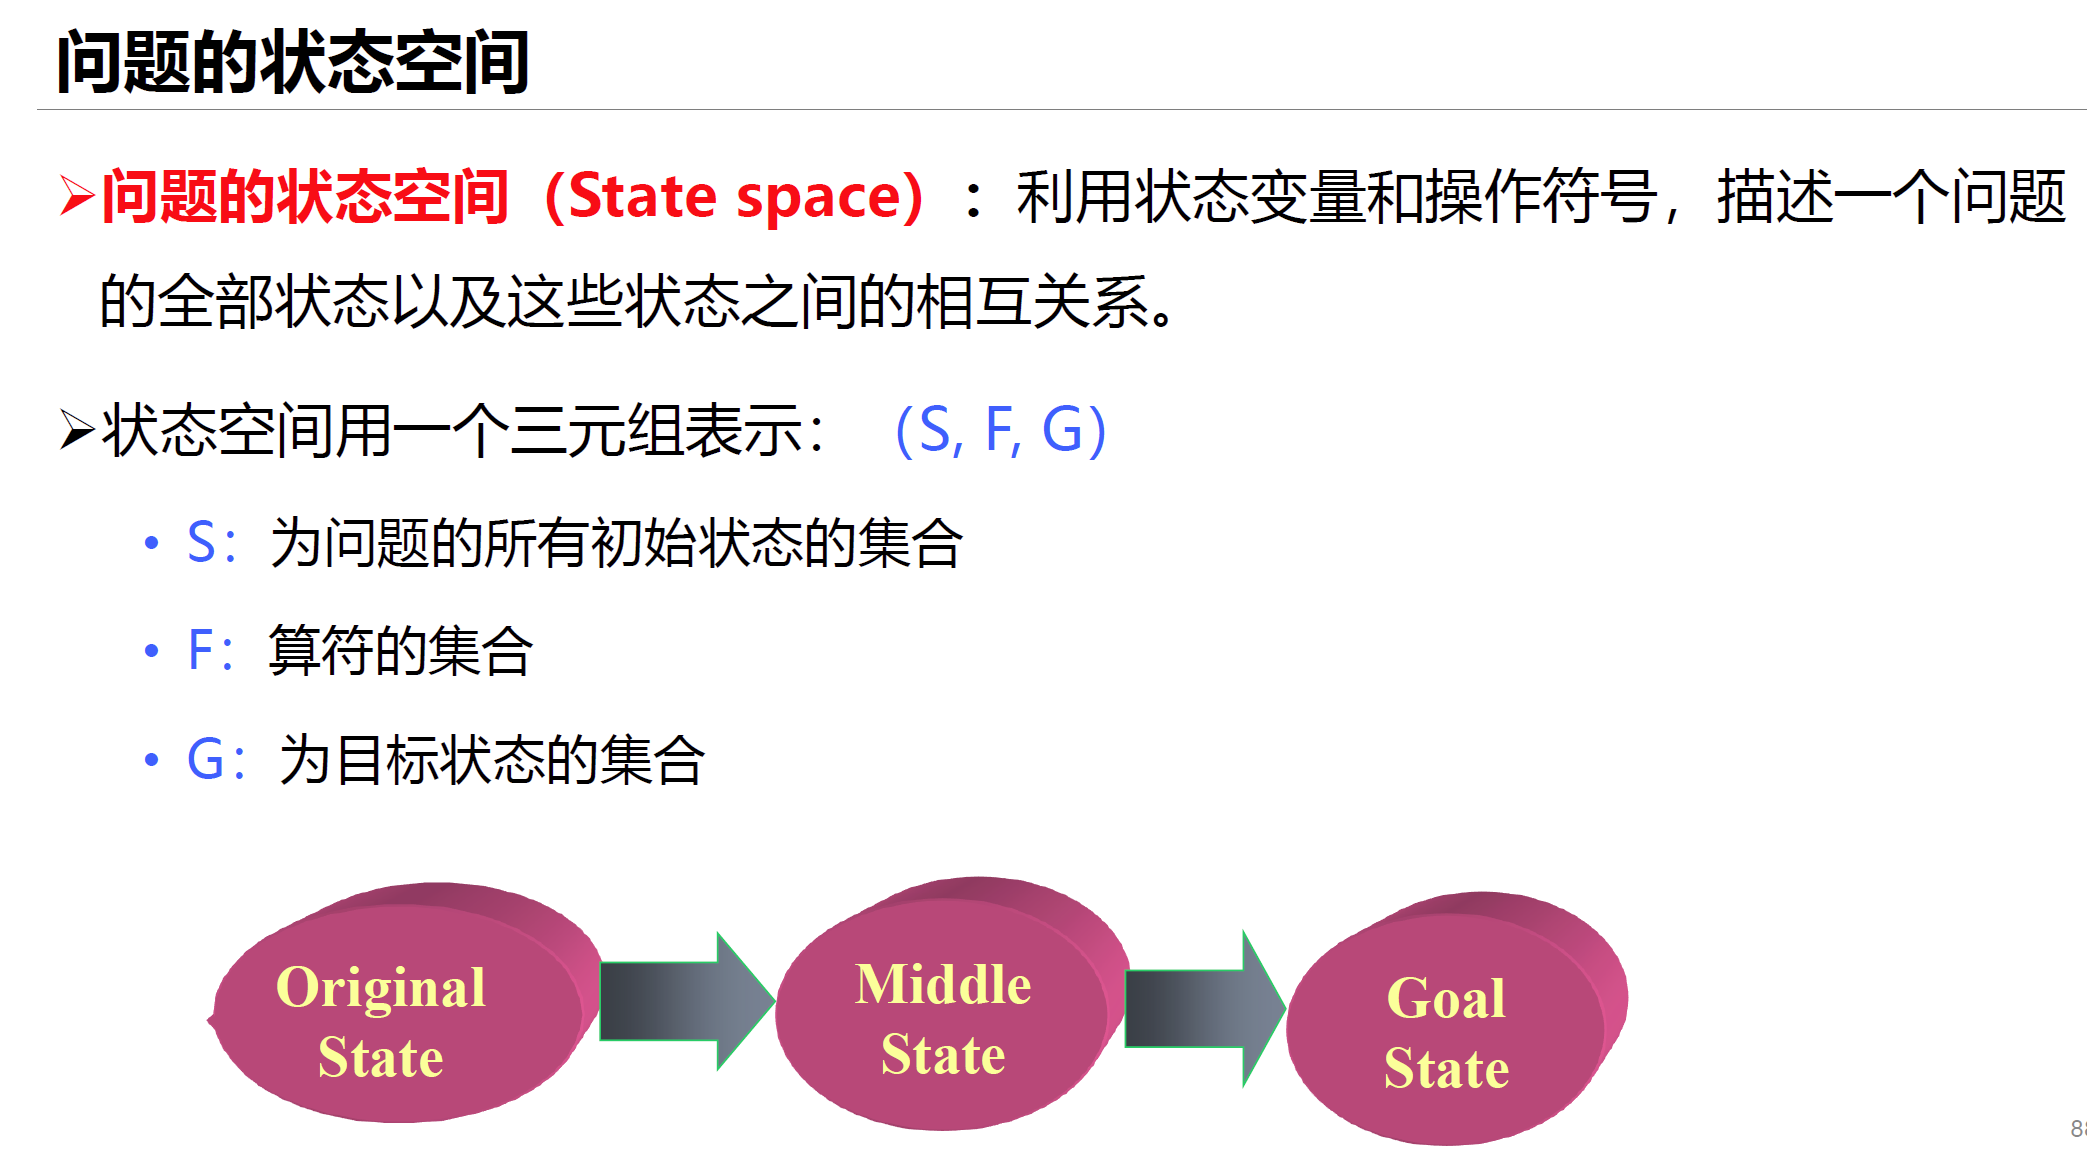 问题的状态空间
➢问题的状态空间（State space）：利用状态变量和操作符号，描述一个问题
的全部状态以及这些状态之间的相互关系。
➢状态空间用一个三元组表示：（S, F, G）
• S：为问题的所有初始状态的集合
• F：算符的集合
• G：为目标状态的集合
Original
State
Middle
State
Goal
State